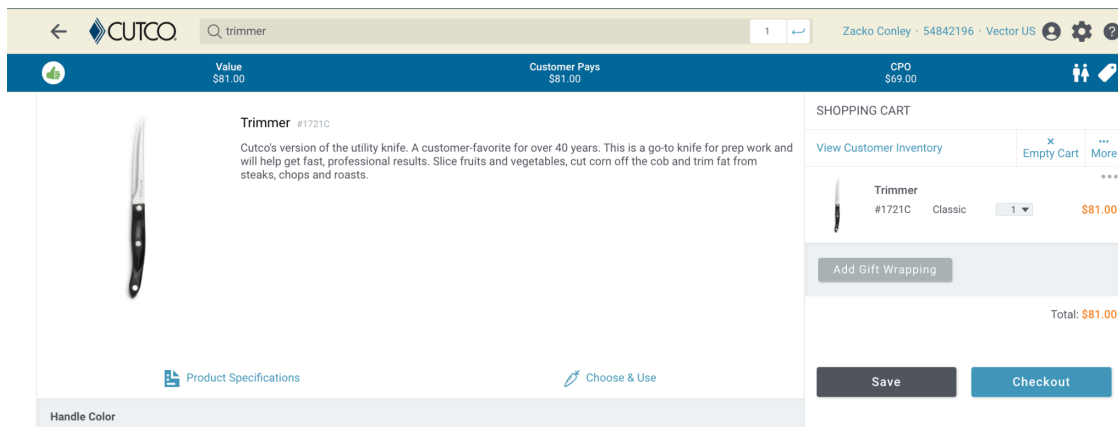 CUTCO
trimmer
1
Zacko Conley · 54842196 · Vector US
?
Value
$81.00
Customer Pays
$81.00
CPO
$69.00
Trimmer #1721C
Cutco's version of the utility knife. A customer-favorite for over 40 years. This is a go-to knife for prep work and
will help get fast, professional results. Slice fruits and vegetables, cut corn off the cob and trim fat from
steaks, chops and roasts.
Product Specifications
Choose & Use
Handle Color
SHOPPING CART
View Customer Inventory
× Empty Cart
... More
Trimmer
#1721C Classic 1 $81.00
Add Gift Wrapping
Total: $81.00
Save
Checkout